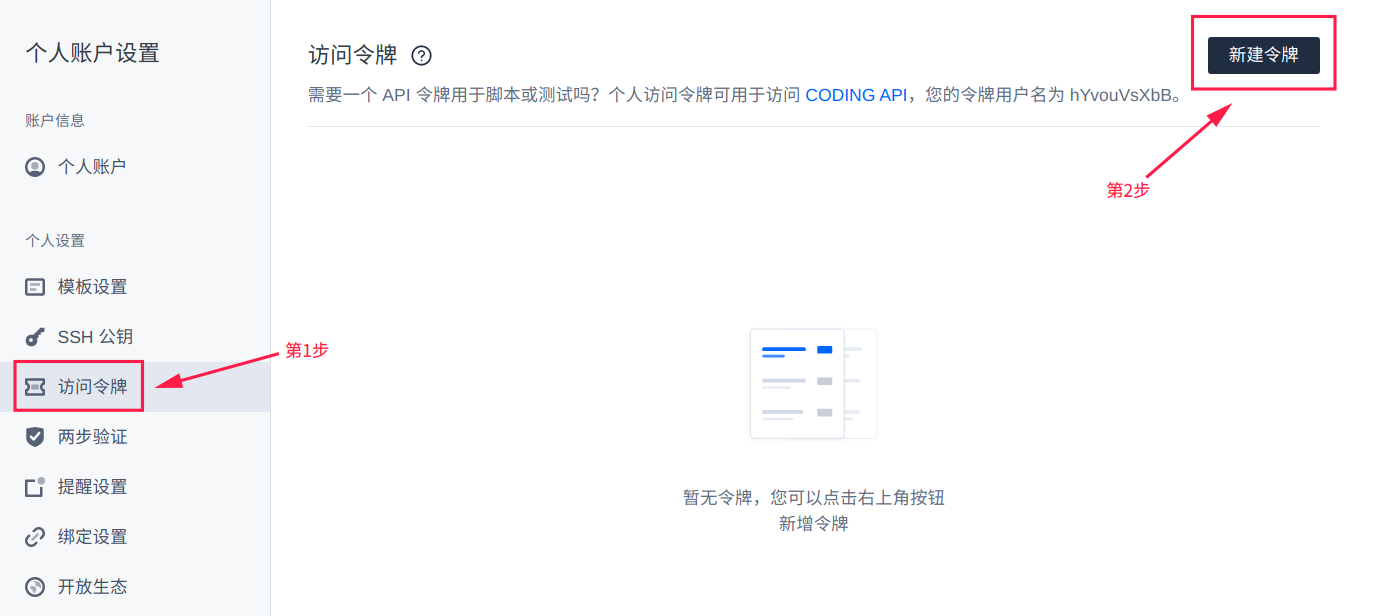 个人账户设置
账户信息
个人账户
个人设置
模板设置
SSH 公钥
访问令牌
两步验证
提醒设置
绑定设置
开放生态
第1步
访问令牌
新建令牌
需要一个 API 令牌用于脚本或测试吗？个人访问令牌可用于访问 CODING API，您的令牌用户名为 hYvouVsXbB。
第2步
暂无令牌，您可以点击右上角按钮
新增令牌